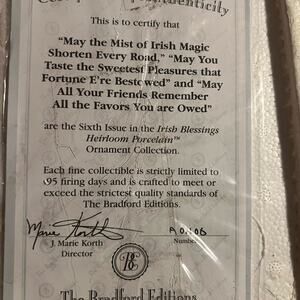 Authenticity
This is to certify that
“May the Mist of Irish Magic
Shorten Every Road,” “May You
Taste the Sweetest Pleasures that
Fortune E're Bestowed” and “May
All Your Friends Remember
All the Favors You are Owed”
are the Sixth Issue in the Irish Blessings
Heirloom Porcelain™
Ornament Collection.
Each fine collectible is strictly limited to
95 firing days and is crafted to meet or
exceed the strictest quality standards of
The Bradford Editions.
Marie Korth
J. Marie Korth
Director
Number
BE
The Bradford Editions